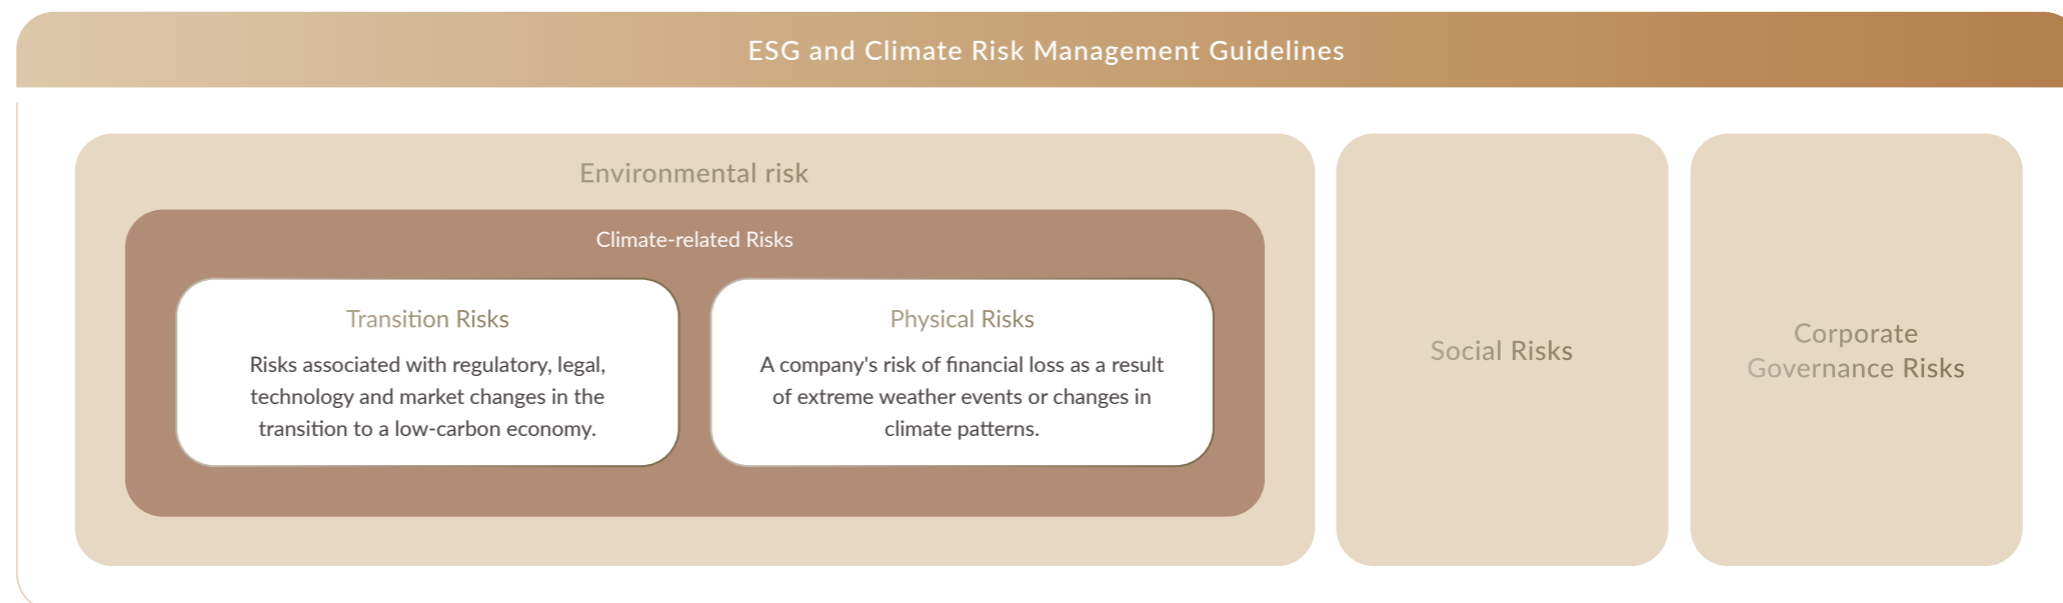 ESG and Climate Risk Management Guidelines
Environmental risk
Climate-related Risks
Transition Risks
Risks associated with regulatory, legal,
technology and market changes in the
transition to a low-carbon economy.
Physical Risks
A company's risk of financial loss as a result
of extreme weather events or changes in
climate patterns.
Social Risks
Corporate
Governance Risks